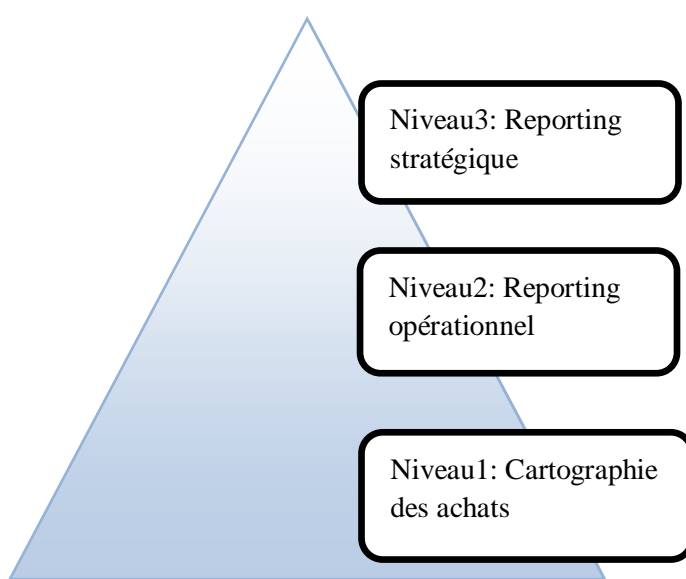 Niveau3: Reporting
stratégique
Niveau2: Reporting
opérationnel
Niveau1: Cartographie
des achats